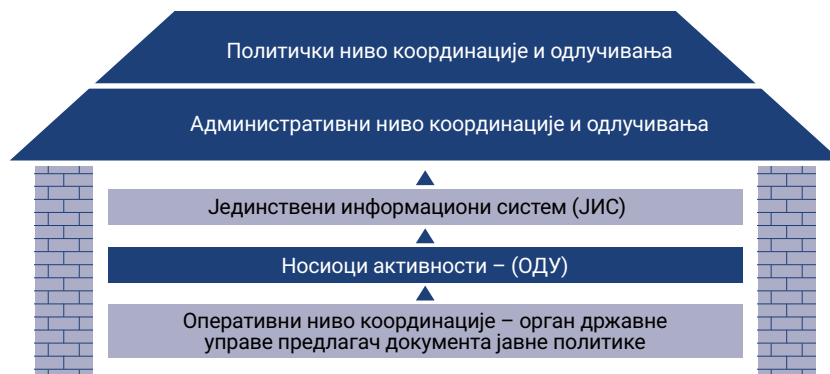 Политички ниво координације и одлучивања
Административни ниво координације и одлучивања
Јединствени информациони систем (ЈИС)
Носиоци активности – (ОДУ)
Оперативни ниво координације – орган државне
управе предлагач документа јавне политике